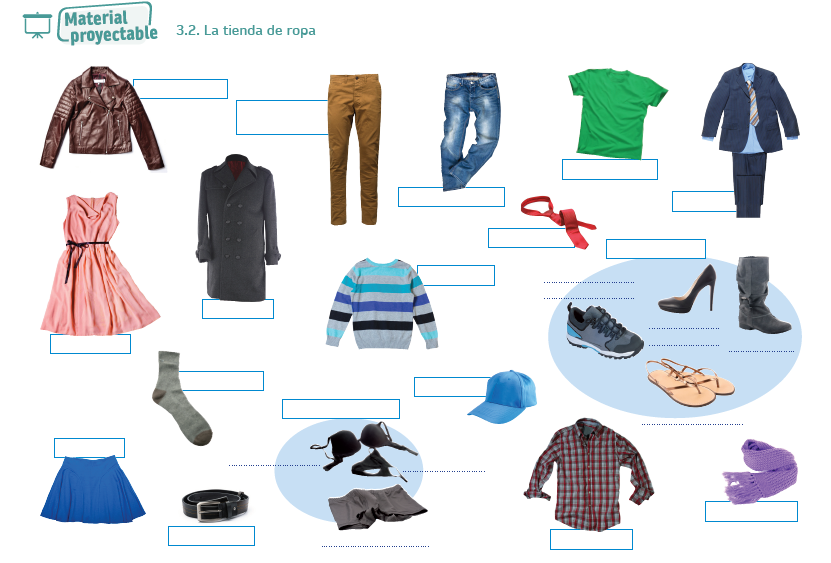 Material
proyectable
3.2. La tienda de ropa